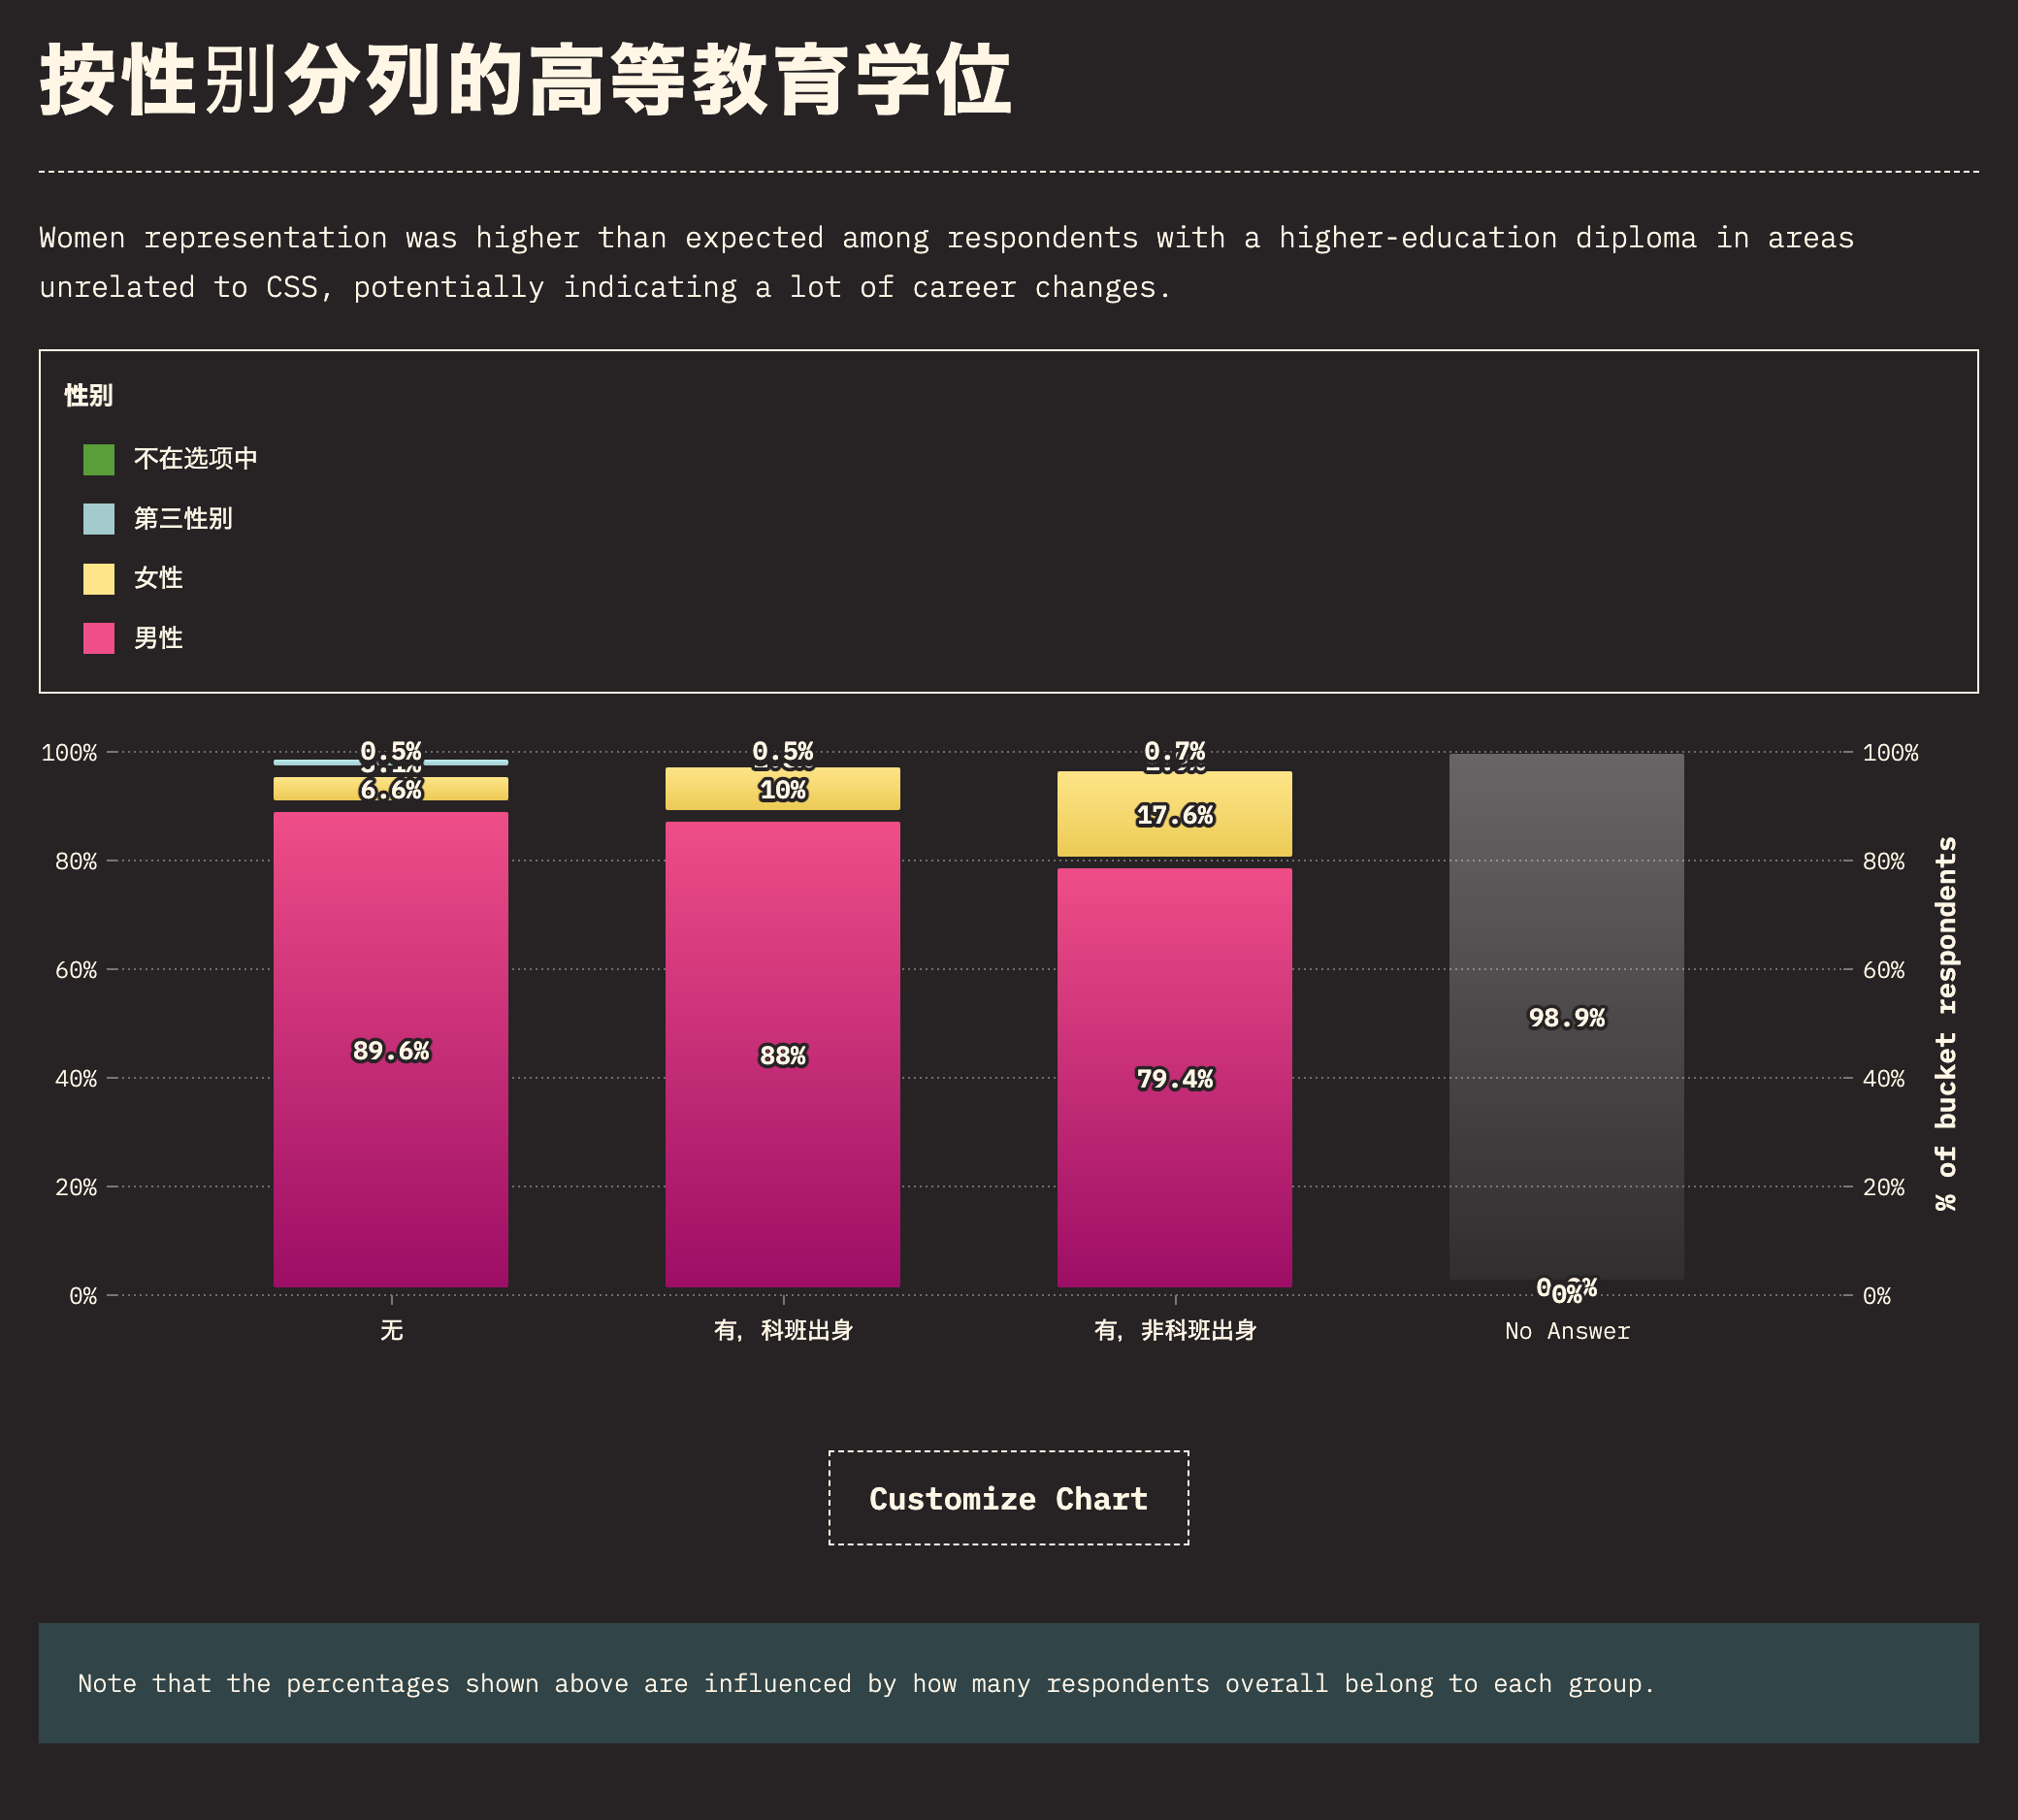 按性别分列的高等教育学位
Women representation was higher than expected among respondents with a higher-education diploma in areas
unrelated to CSS, potentially indicating a lot of career changes.
性别
不在选项中
第三性别
女性
男性
100% 0.5% 0.5% 0.7% 100%
6.6% 10% 17.6%
80% 80%
60% 60%
89.6% 88% 79.4% 98.9%
40% 40%
20% 20%
0% 0% 0%
% of bucket respondents
无 有，科班出身 有，非科班出身 No Answer
Customize Chart
Note that the percentages shown above are influenced by how many respondents overall belong to each group.